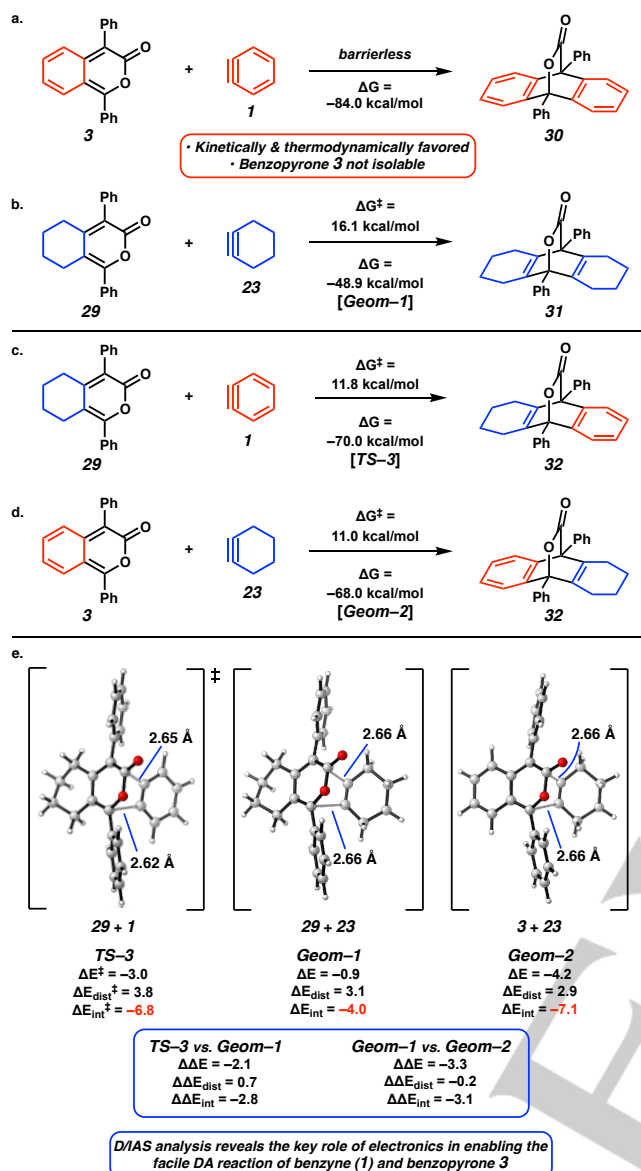 a.
Ph
O
O
Ph
3
+
1
barrierless
ΔG =
–84.0 kcal/mol
O
Ph
O
Ph
30
· Kinetically & thermodynamically favored
· Benzopyrone 3 not isolable
b.
Ph
O
O
Ph
29
+
23
ΔG‡ =
16.1 kcal/mol
ΔG =
–48.9 kcal/mol
[Geom–1]
O
Ph
O
Ph
31
c.
Ph
O
O
Ph
29
+
1
ΔG‡ =
11.8 kcal/mol
ΔG =
–70.0 kcal/mol
[TS–3]
O
Ph
O
Ph
32
d.
Ph
O
O
Ph
3
+
23
ΔG‡ =
11.0 kcal/mol
ΔG =
–68.0 kcal/mol
[Geom–2]
O
Ph
O
Ph
32
e.
‡
2.65 Å
2.62 Å
2.66 Å
2.66 Å
2.66 Å
2.66 Å
29 + 1 29 + 23 3 + 23
TS–3 Geom–1 Geom–2
ΔE‡ = –3.0 ΔE = –0.9 ΔE = –4.2
ΔEdist‡ = 3.8 ΔEdist = 3.1 ΔEdist = 2.9
ΔEint‡ = –6.8 ΔEint = –4.0 ΔEint = –7.1
TS–3 vs. Geom–1 Geom–1 vs. Geom–2
ΔΔE = –2.1 ΔΔE = –3.3
ΔΔEdist = 0.7 ΔΔEdist = –0.2
ΔΔEint = –2.8 ΔΔEint = –3.1
D/IAS analysis reveals the key role of electronics in enabling the
facile DA reaction of benzyne (1) and benzopyrone 3